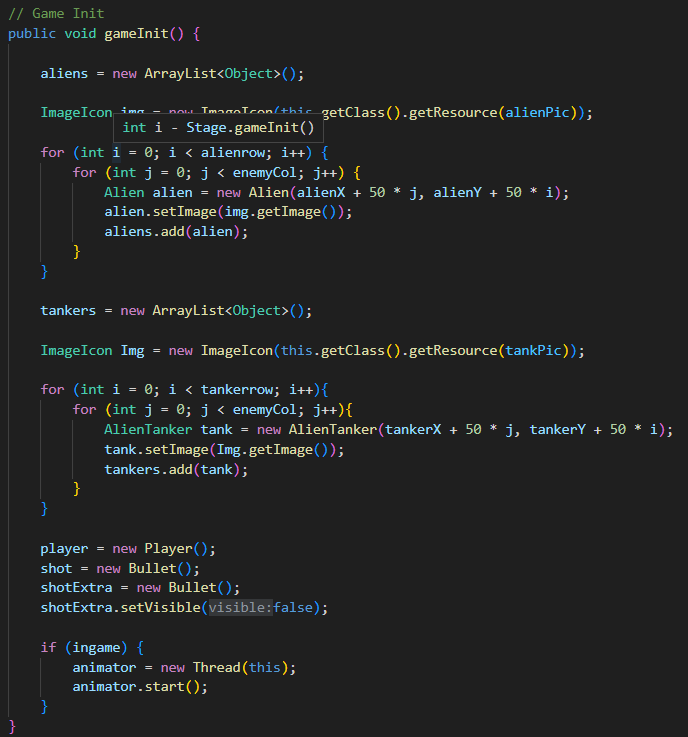 // Game Init
public void gameInit() {
aliens = new ArrayList<Object>();
ImageIcon img = new ImageIcon(this.getClass().getResource(alienPic));
int i - Stage.gameInit()
for (int i = 0; i < alienrow; i++) {
for (int j = 0; j < enemyCol; j++) {
Alien alien = new Alien(alienX + 50 * j, alienY + 50 * i);
alien.setImage(img.getImage());
aliens.add(alien);
}
}
tankers = new ArrayList<Object>();
ImageIcon Img = new ImageIcon(this.getClass().getResource(tankPic));
for (int i = 0; i < tankerrow; i++){
for (int j = 0; j < enemyCol; j++){
AlienTanker tank = new AlienTanker(tankerX + 50 * j, tankerY + 50 * i);
tank.setImage(Img.getImage());
tankers.add(tank);
}
}
player = new Player();
shot = new Bullet();
shotExtra = new Bullet();
shotExtra.setVisible(visible:false);
if (ingame) {
animator = new Thread(this);
animator.start();
}
}